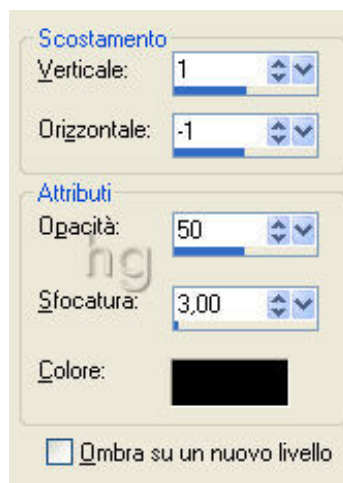 Scostamento
Verticale: 1
Orizzontale: -1
Attributi
Opacità: 50
hg
Sfocatura: 3,00
Colore:
Ombra su un nuovo livello